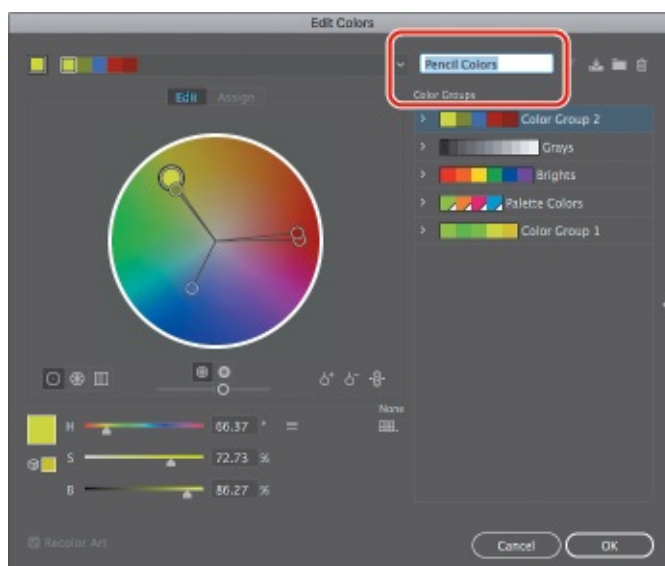 Edit Colors
Pencil Colors
Edit Assign
Color Groups
Color Group 2
Grays
Brights
Palette Colors
Color Group 1
None
H 66.37 °
S 72.73 %
B 86.27 %
Recolor Art
Cancel OK